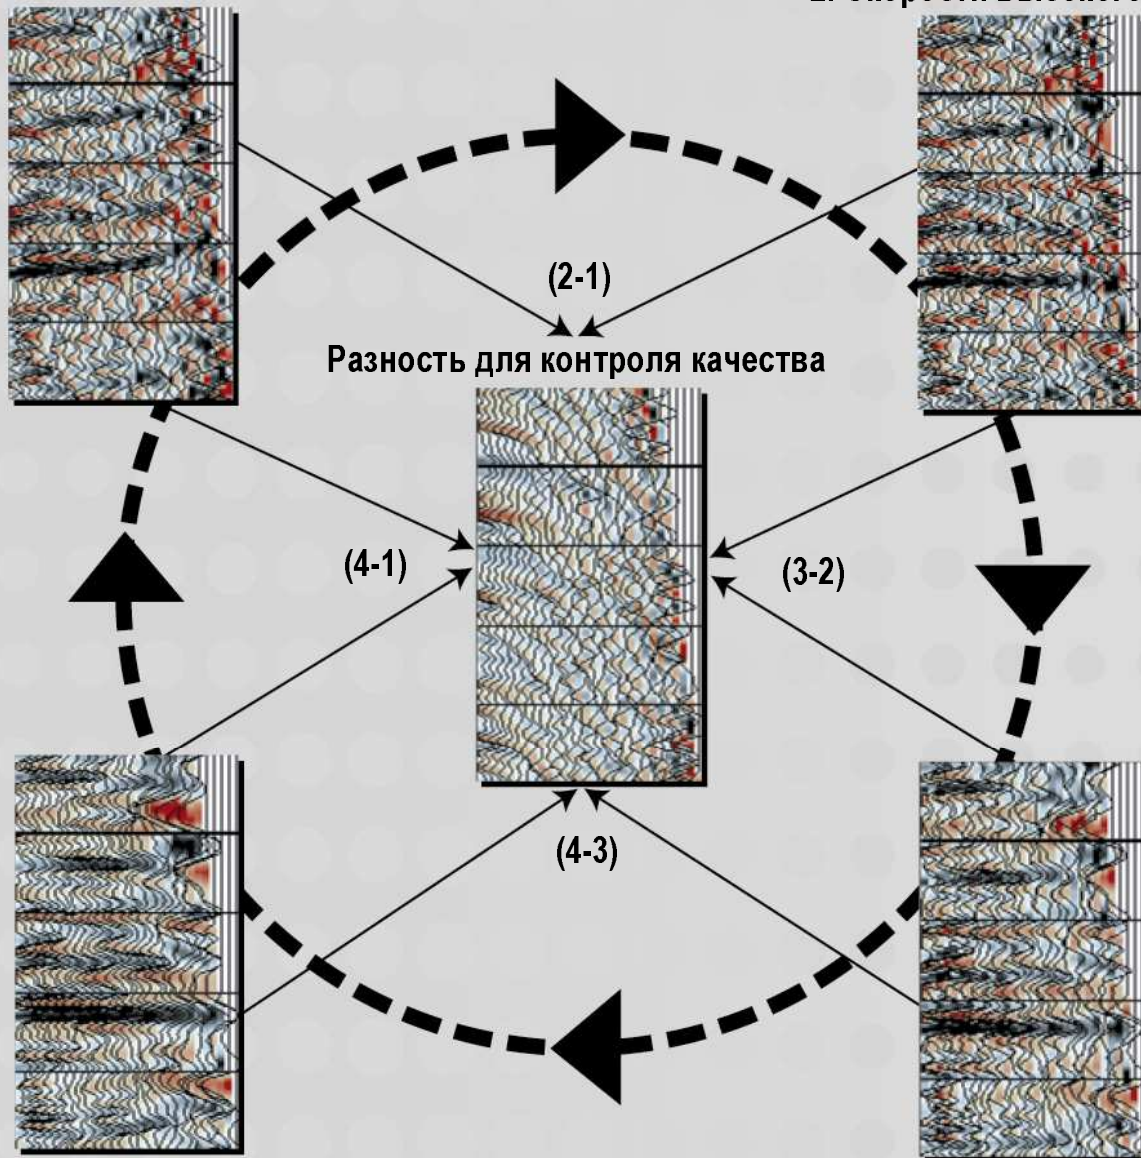 (2-1)
Разность для контроля качества
(4-1)
(3-2)
(4-3)